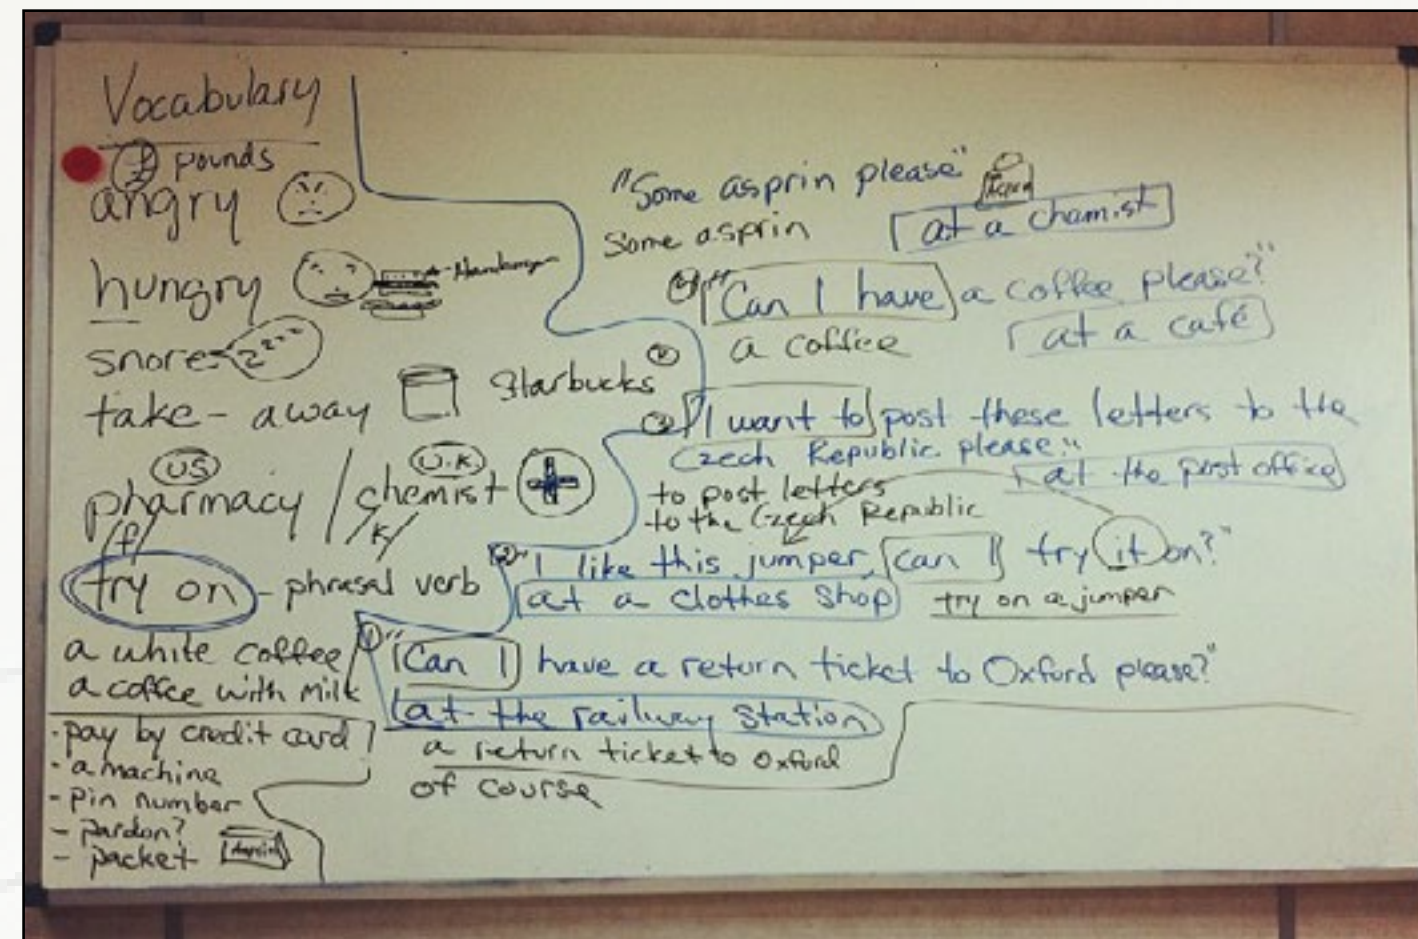 Vocabulary
£ pounds
angry
hungry
Hamburger
snore zzzz
take-away Starbucks
US U.K
pharmacy / chemist
/f/ /k/
try on - phrasal verb
a white coffee
a coffee with milk
- pay by credit card
- a machine
- pin number
- pardon?
- packet
"Some asprin please"
Some asprin
at a chamist
"Can I have a coffee please?"
at a café
a coffee
"I want to post these letters to the
Czech Republic please."
at the post office
to post letters
to the Czech Republic
② "I like this jumper, can I try it on?"
at a clothes shop try on a jumper
① "Can I have a return ticket to Oxford please?"
at the railway station
a return ticket to Oxford
of course